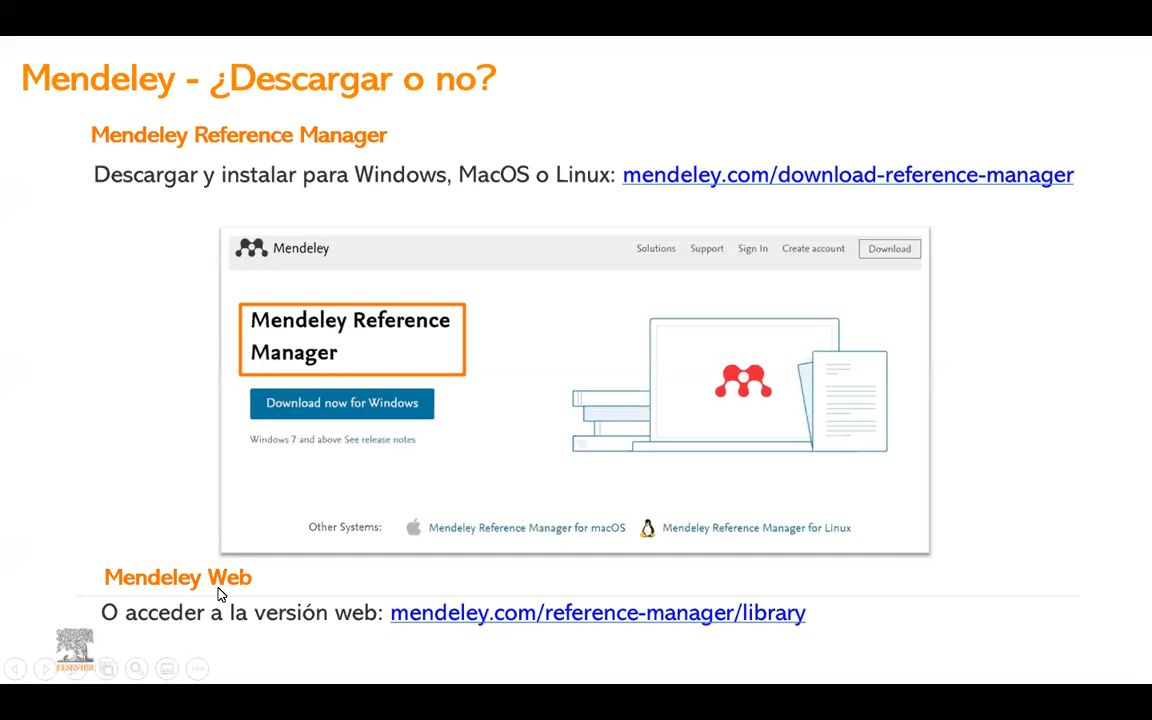 Mendeley - ¿Descargar o no?
Mendeley Reference Manager
Descargar y instalar para Windows, MacOS o Linux: mendeley.com/download-reference-manager
Mendeley
Solutions Support Sign In Create account Download
Mendeley Reference
Manager
Download now for Windows
Windows 7 and above See release notes
Other Systems: Mendeley Reference Manager for macOS Mendeley Reference Manager for Linux
Mendeley Web
O acceder a la versión web: mendeley.com/reference-manager/library
ELSEVIER